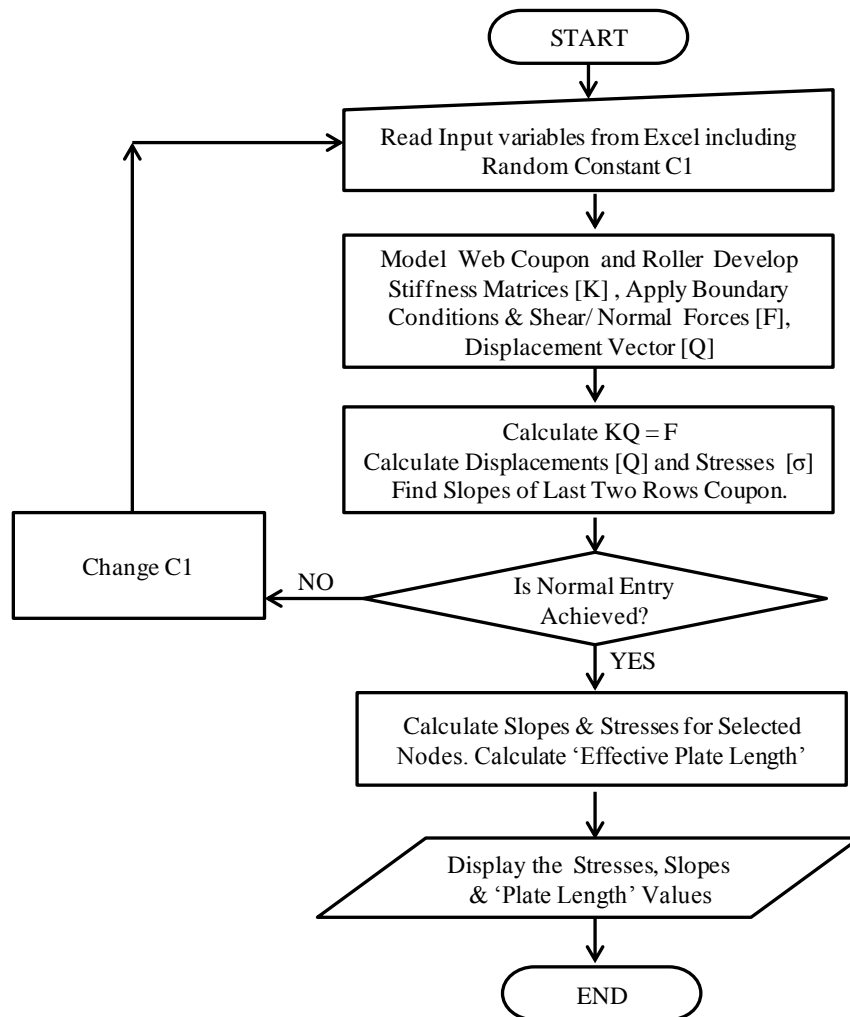 START
Read Input variables from Excel including
Random Constant C1
Model Web Coupon and Roller Develop
Stiffness Matrices [K] , Apply Boundary
Conditions & Shear/ Normal Forces [F],
Displacement Vector [Q]
Calculate KQ = F
Calculate Displacements [Q] and Stresses [σ]
Find Slopes of Last Two Rows Coupon.
Change C1
NO
Is Normal Entry
Achieved?
YES
Calculate Slopes & Stresses for Selected
Nodes. Calculate ‘Effective Plate Length’
Display the Stresses, Slopes
& ‘Plate Length’ Values
END